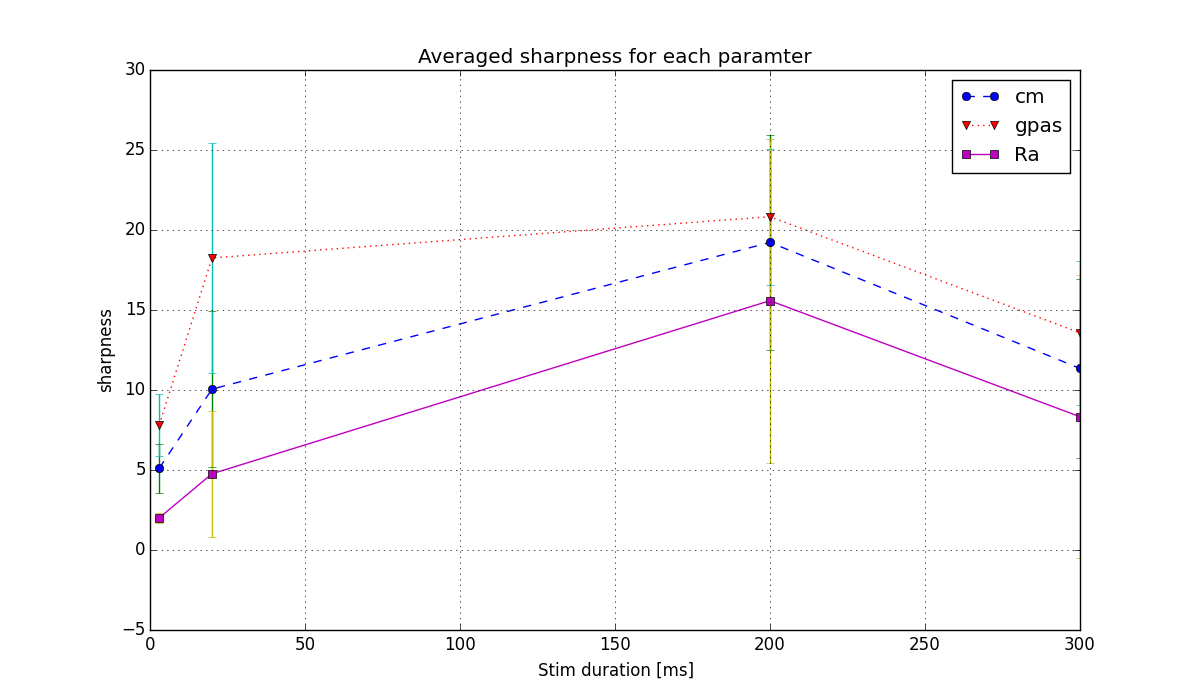 Averaged sharpness for each paramter
30
25
20
15
10
5
0
−5
0 50 100 150 200 250 300
sharpness
Stim duration [ms]
cm
gpas
Ra